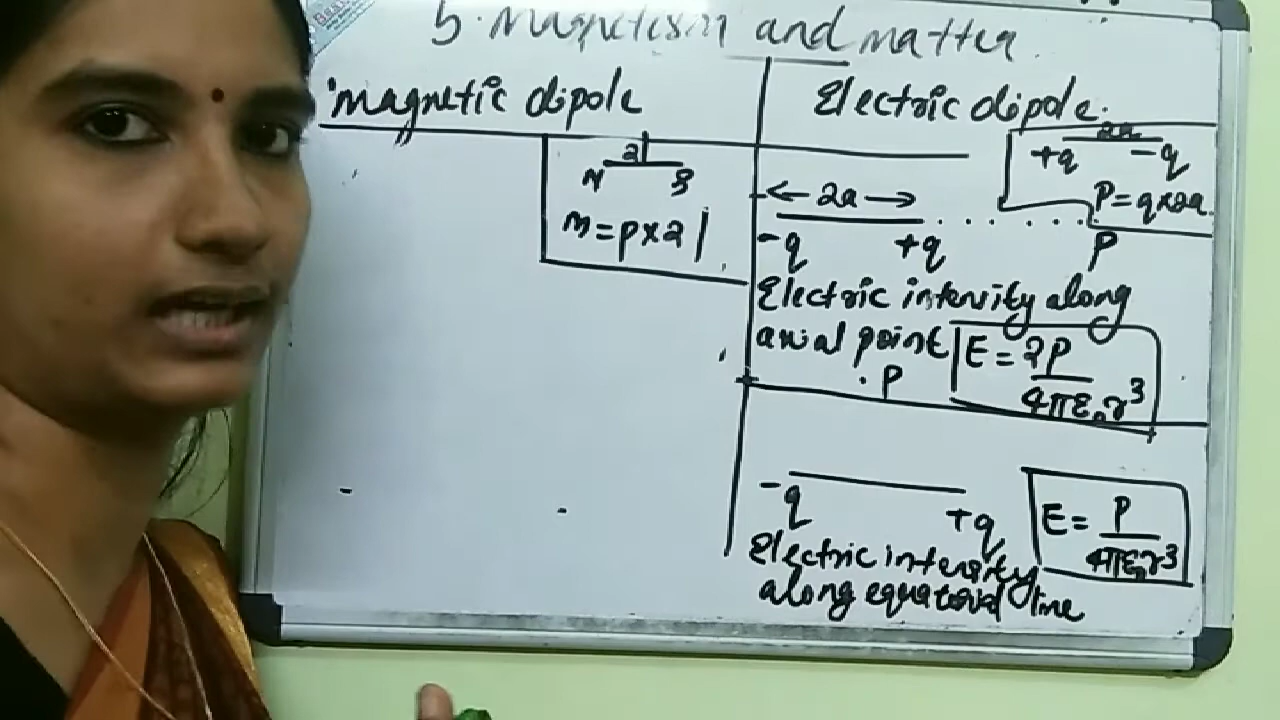 5. Magnetism and matter.
magnetic dipole
2l
N S
m = p x 2l
Electric dipole.
2a
+q -q
P = q x 2a
2a
-q +q P
Electric intensity along
axial point
E = 2P / 4πε₀r³
. P
-q +q
E = P / 4πε₀r³
Electric intensity
along equatorial line